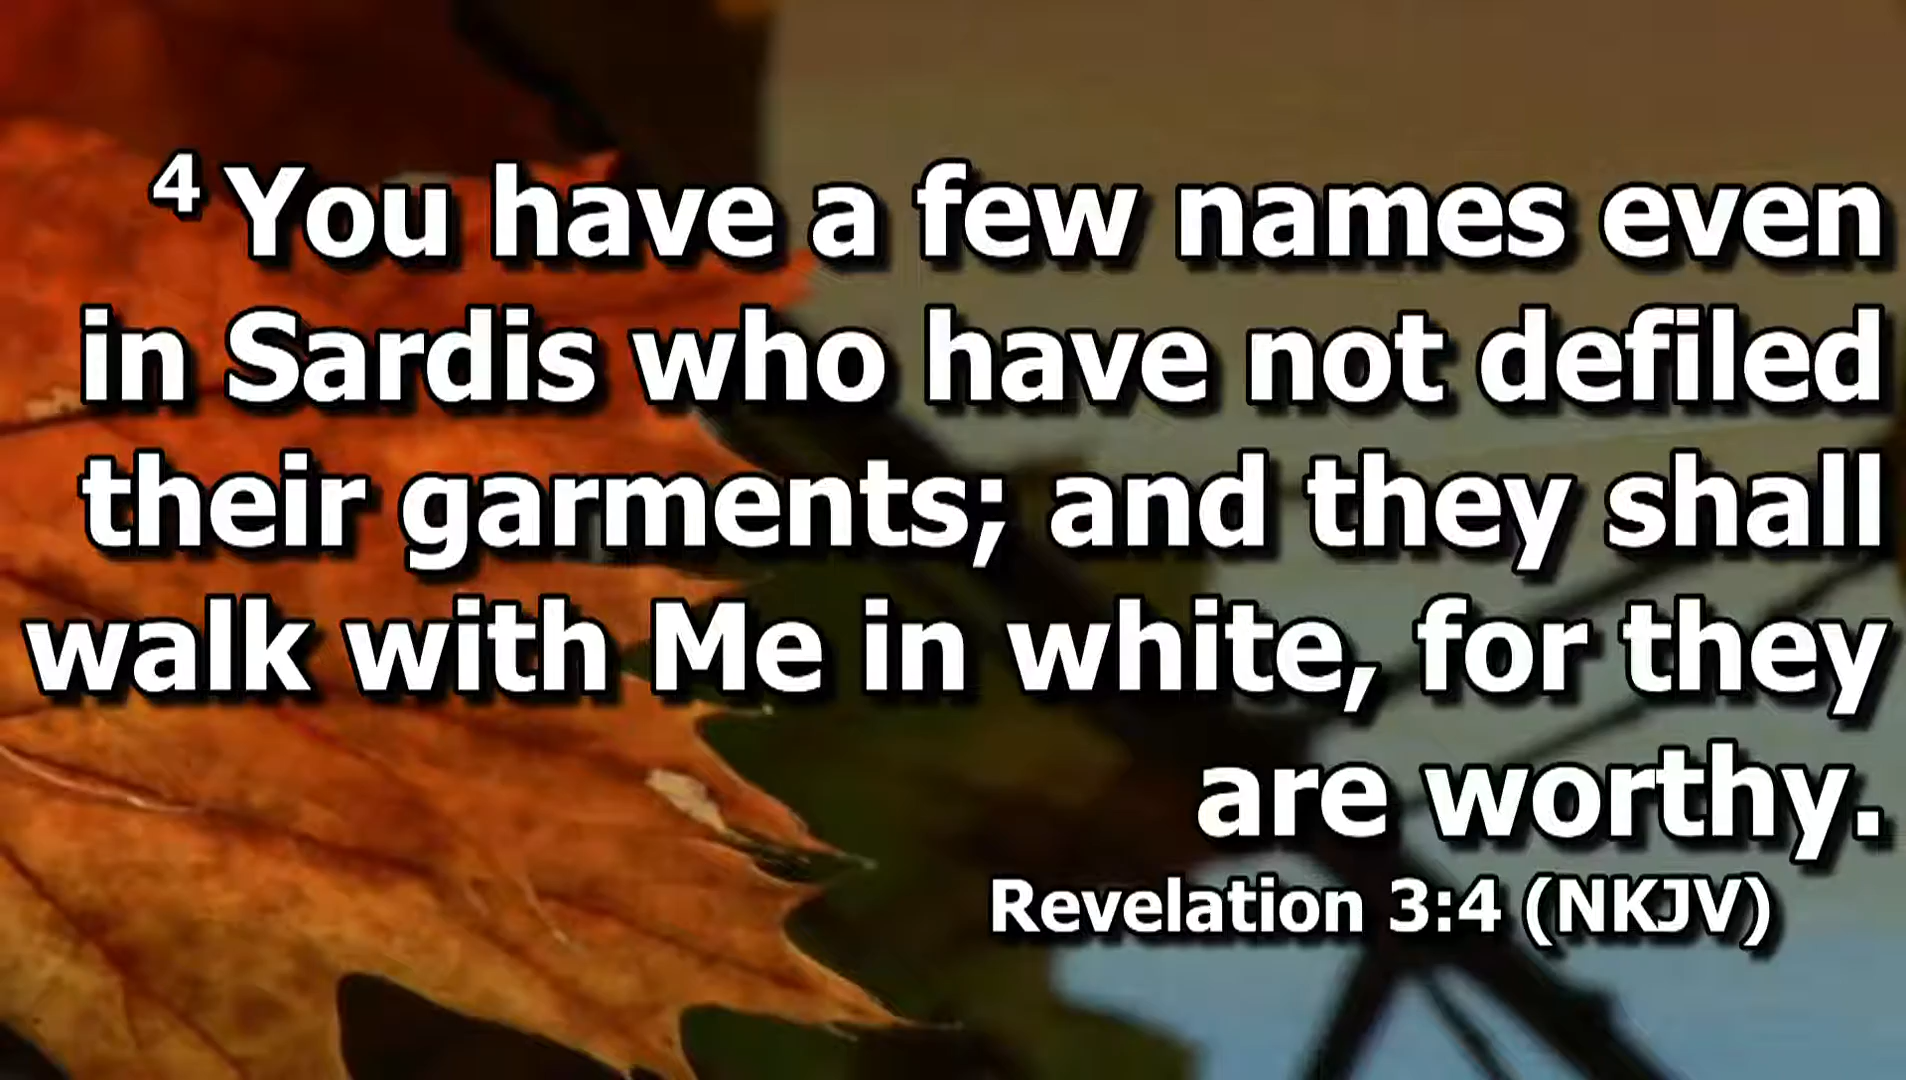 4 You have a few names even
in Sardis who have not defiled
their garments; and they shall
walk with Me in white, for they
are worthy.
Revelation 3:4 (NKJV)